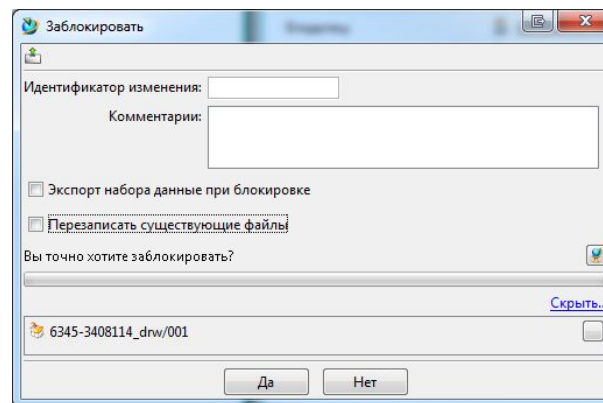 Заблокировать
Идентификатор изменения:
Комментарии:
Экспорт набора данные при блокировке
Перезаписать существующие файлы
Вы точно хотите заблокировать?
Скрыть..
6345-3408114_drw/001
Да
Нет